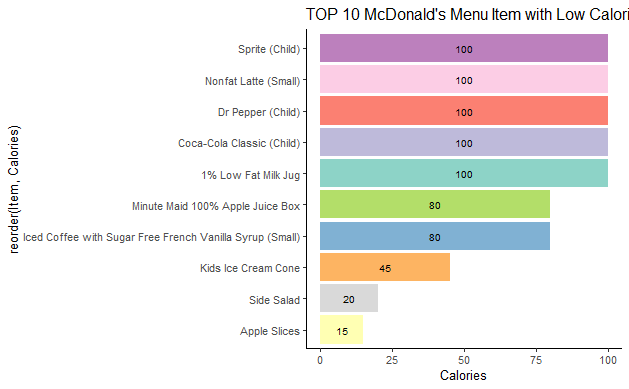 TOP 10 McDonald's Menu Item with Low Calori
Sprite (Child)
100
Nonfat Latte (Small)
100
Dr Pepper (Child)
100
Coca-Cola Classic (Child)
100
1% Low Fat Milk Jug
100
Minute Maid 100% Apple Juice Box
80
Iced Coffee with Sugar Free French Vanilla Syrup (Small)
80
Kids Ice Cream Cone
45
Side Salad
20
Apple Slices
15
reorder(Item, Calories)
0 25 50 75 100
Calories